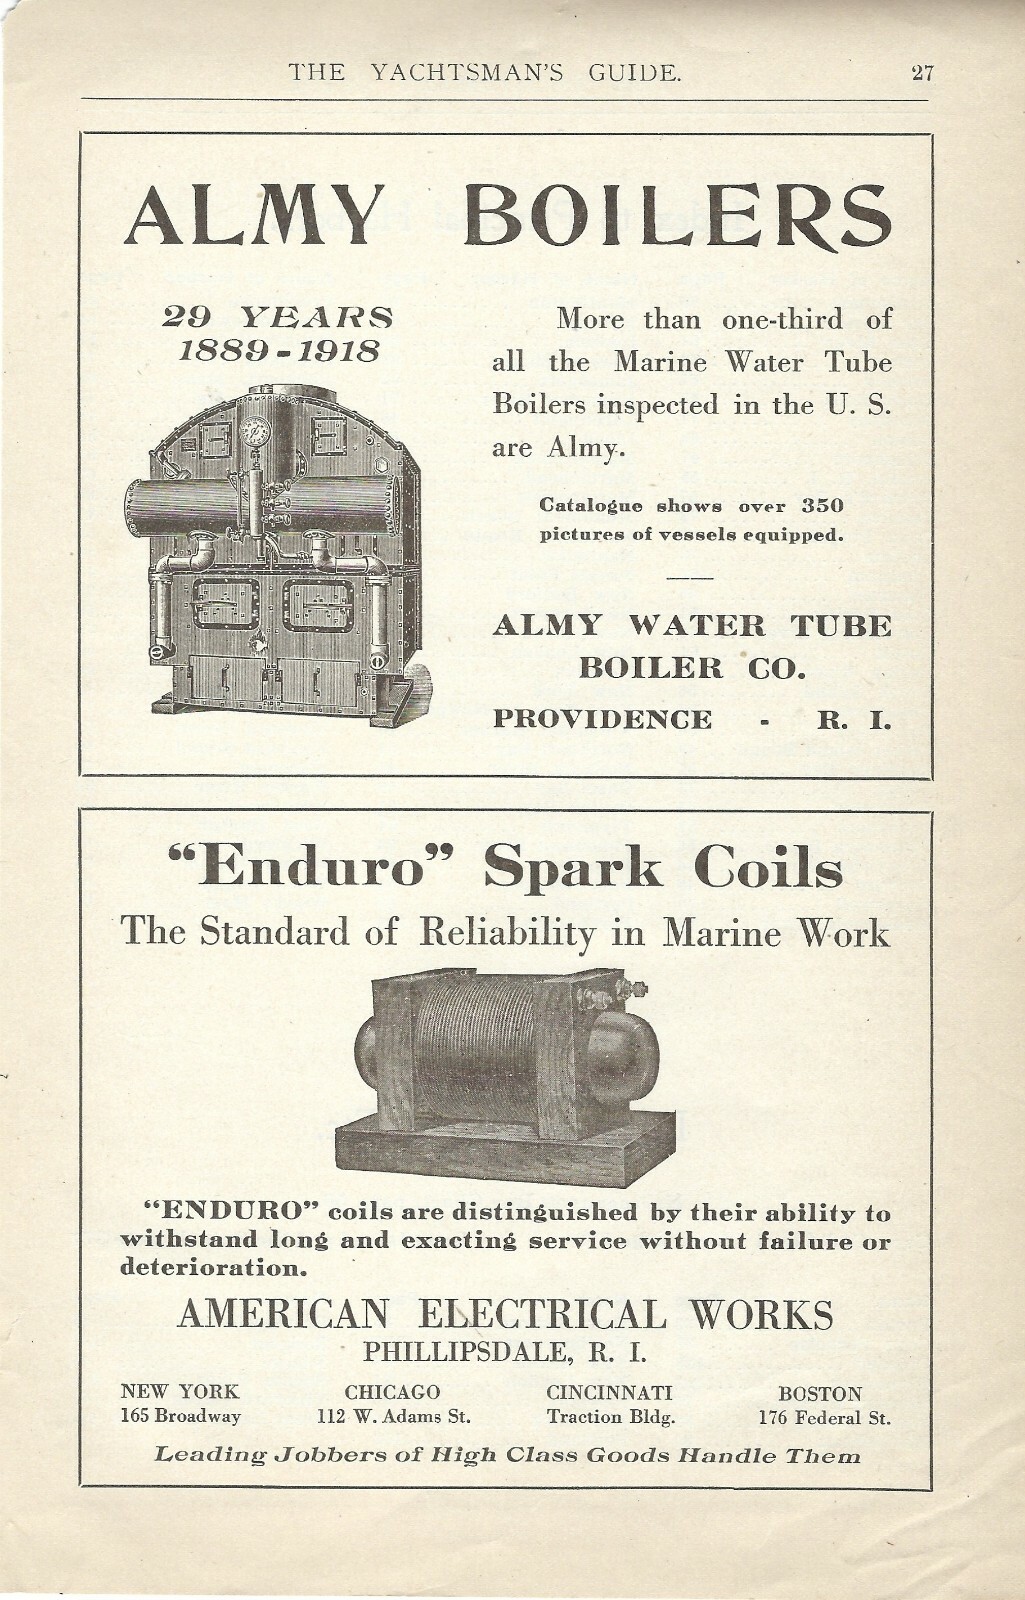 THE YACHTSMAN'S GUIDE. 27
ALMY BOILERS
29 YEARS
1889-1918
More than one-third of
all the Marine Water Tube
Boilers inspected in the U. S.
are Almy.
Catalogue shows over 350
pictures of vessels equipped.
ALMY WATER TUBE
BOILER CO.
PROVIDENCE - R. I.
“Enduro” Spark Coils
The Standard of Reliability in Marine Work
“ENDURO” coils are distinguished by their ability to
withstand long and exacting service without failure or
deterioration.
AMERICAN ELECTRICAL WORKS
PHILLIPSDALE, R. I.
NEW YORK CHICAGO CINCINNATI BOSTON
165 Broadway 112 W. Adams St. Traction Bldg. 176 Federal St.
Leading Jobbers of High Class Goods Handle Them